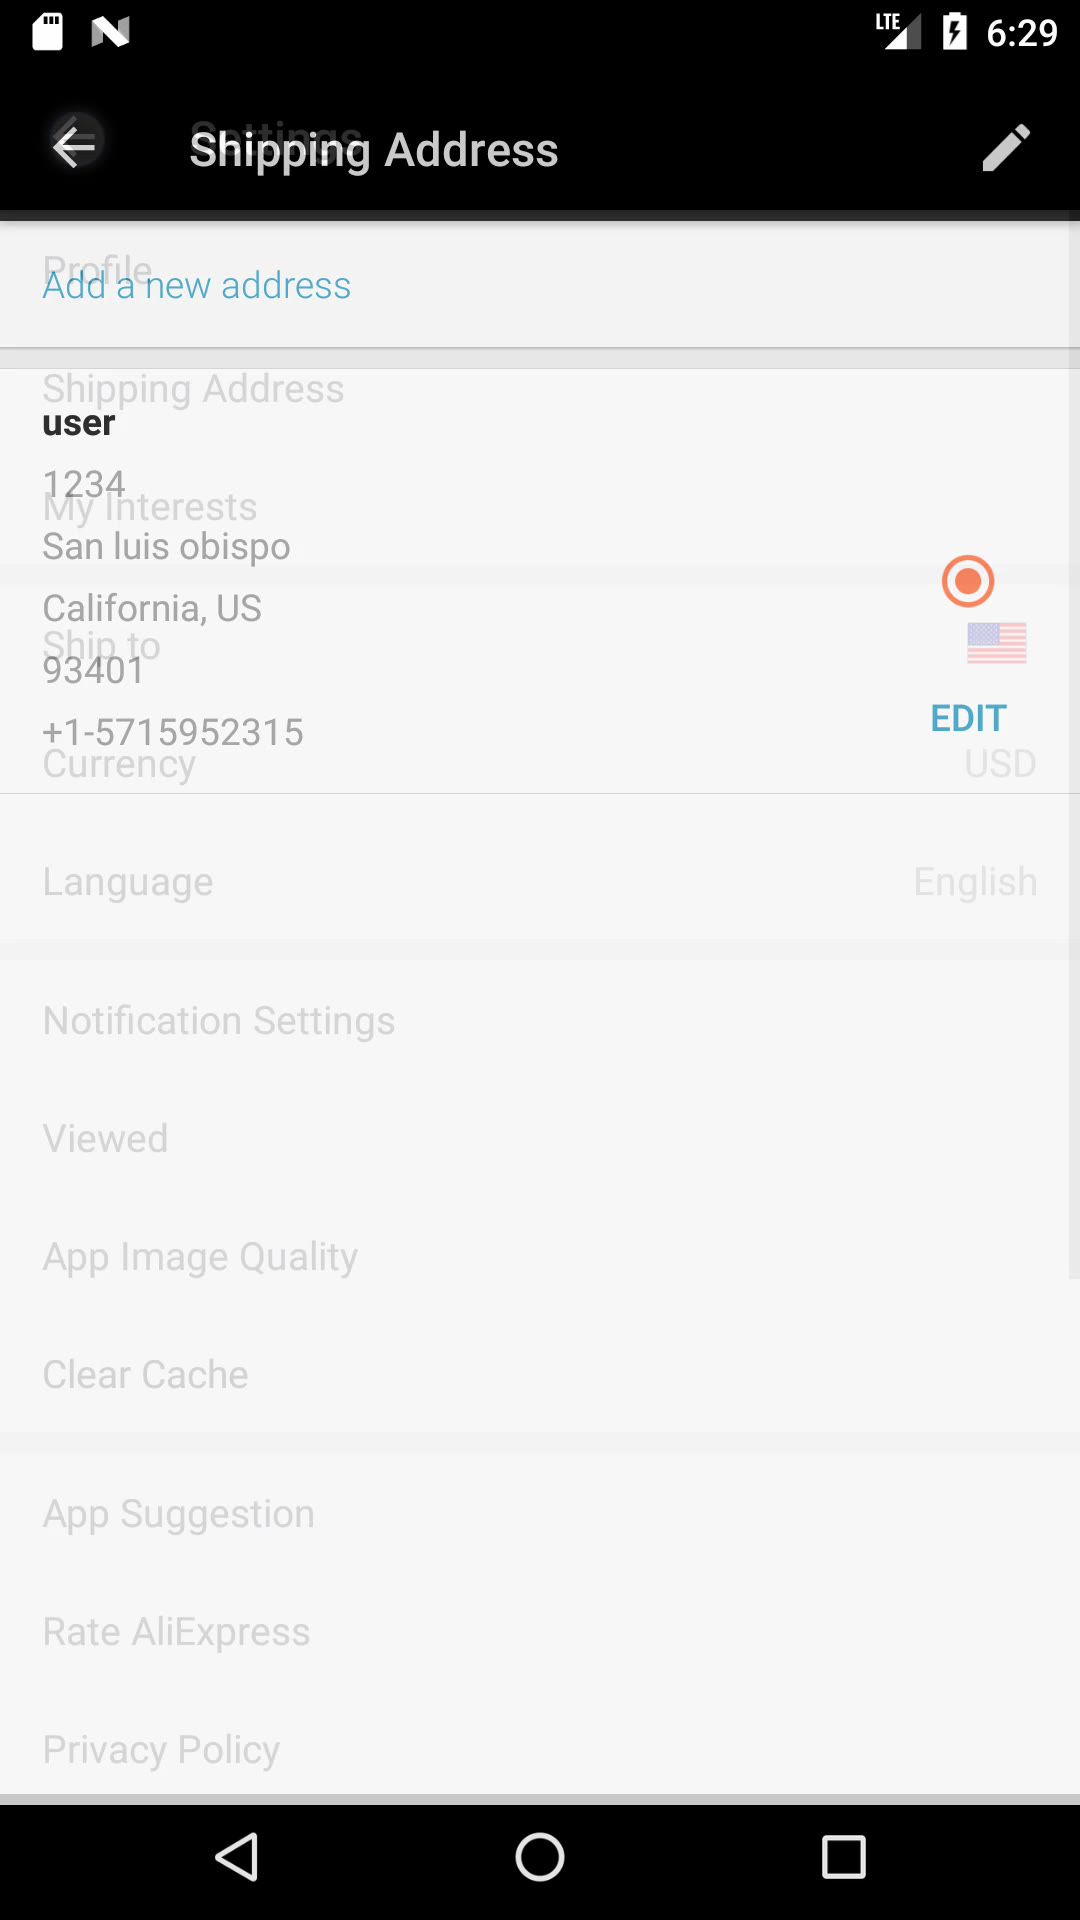 LTE 6:29
Settings
Shipping Address
Profile
Add a new address
Shipping Address
user
1234
My Interests
San luis obispo
California, US
Ship to
93401
EDIT
+1-5715952315
Currency USD
Language English
Notification Settings
Viewed
App Image Quality
Clear Cache
App Suggestion
Rate AliExpress
Privacy Policy